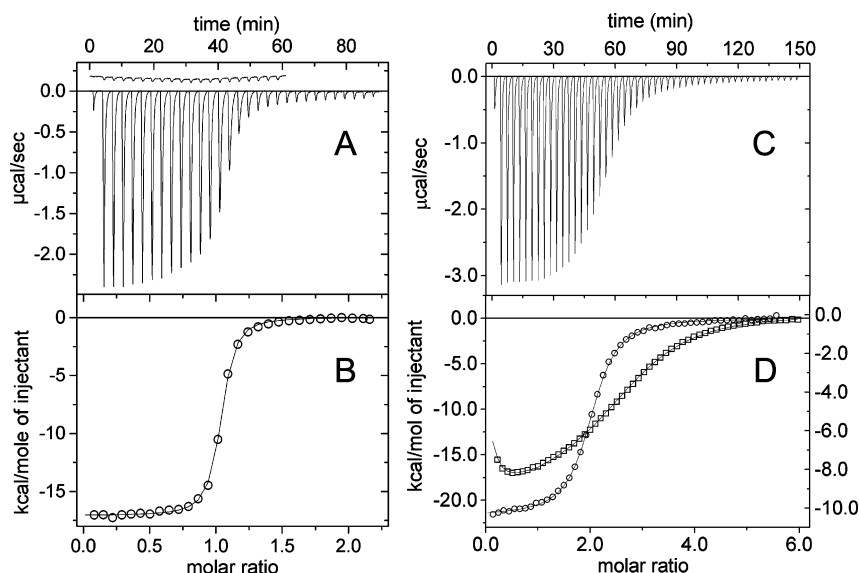 time (min)
0 20 40 60 80
0.0
-0.5
-1.0
-1.5
-2.0
µcal/sec
A
0
-5
-10
-15
kcal/mole of injectant
B
0.0 0.5 1.0 1.5 2.0
molar ratio
time (min)
0 30 60 90 120 150
0.0
-1.0
-2.0
-3.0
µcal/sec
C
0.0
-5.0
-10.0
-15.0
-20.0
kcal/mol of injectant
D
0.0
-2.0
-4.0
-6.0
-8.0
-10.0
0.0 2.0 4.0 6.0
molar ratio